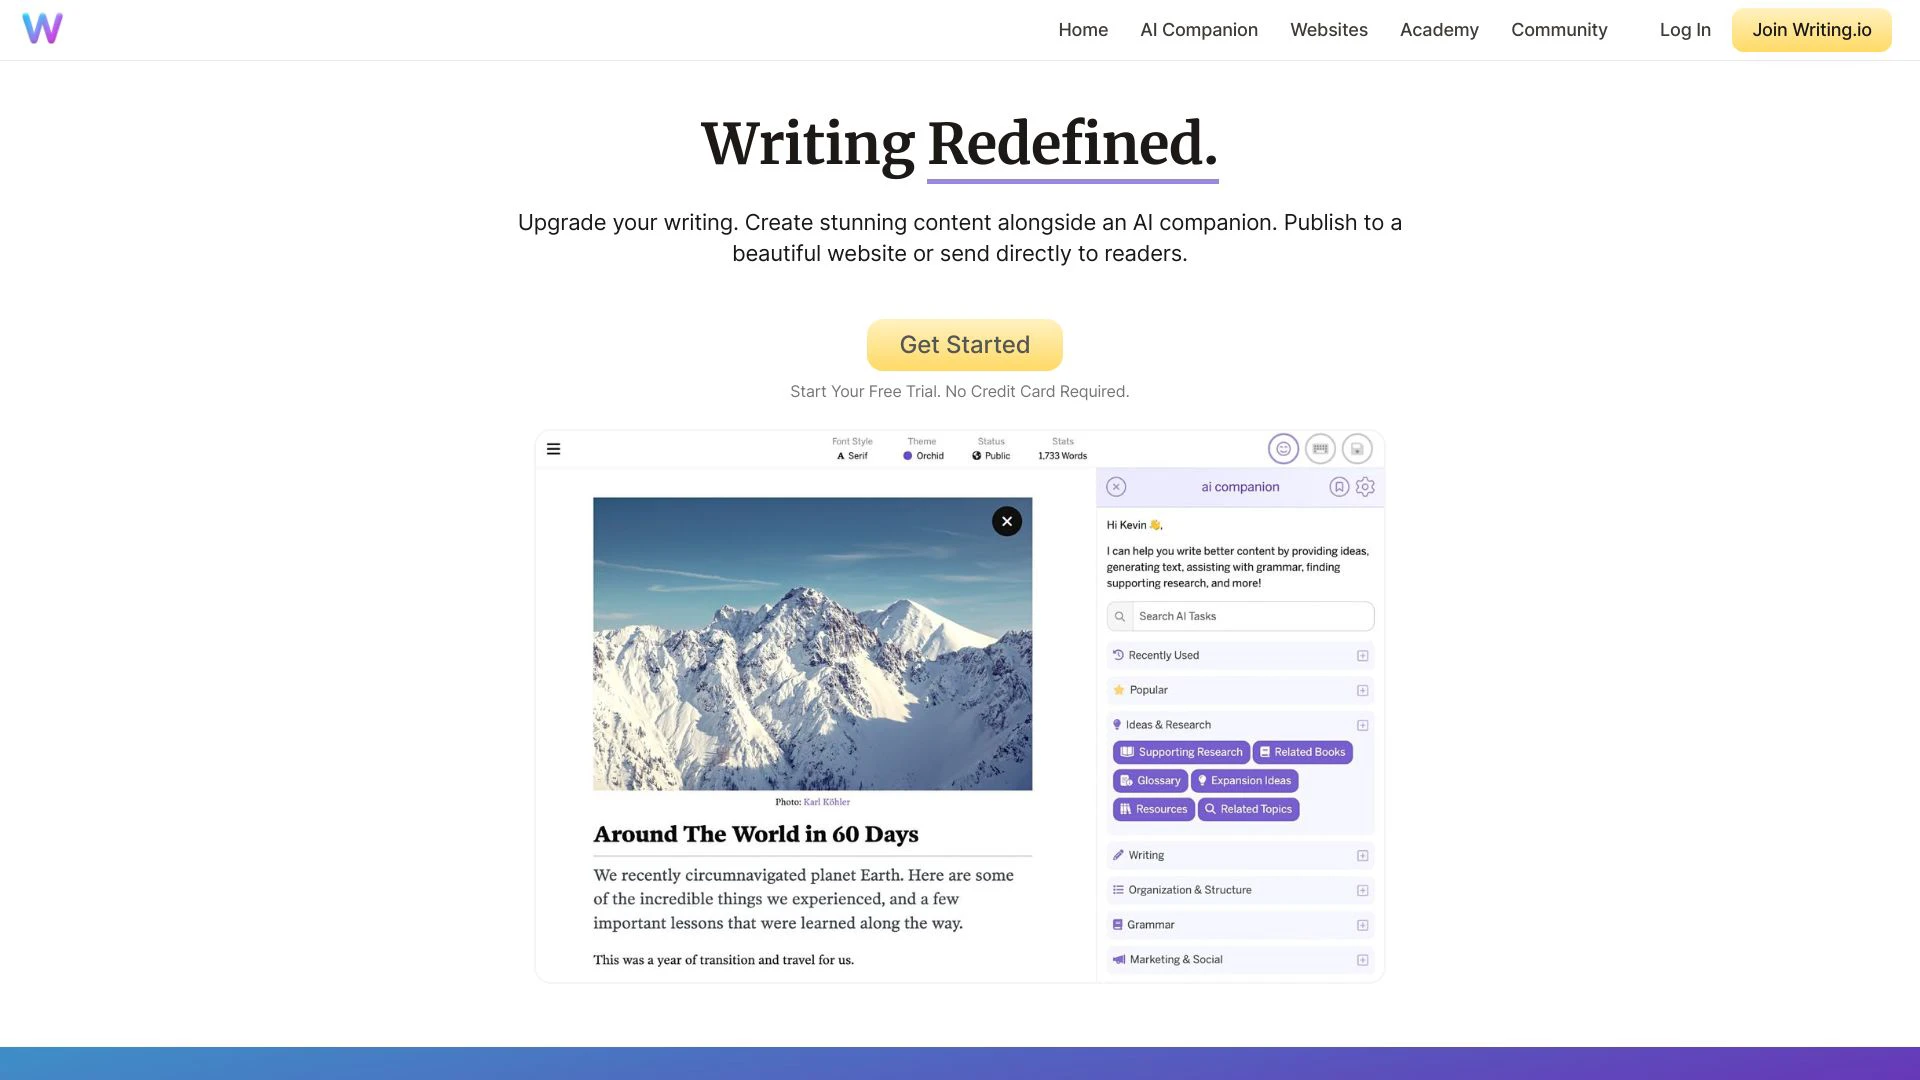 W
Home AI Companion Websites Academy Community Log In Join Writing.io
Writing Redefined.
Upgrade your writing. Create stunning content alongside an AI companion. Publish to a
beautiful website or send directly to readers.
Get Started
Start Your Free Trial. No Credit Card Required.
Font Style Theme Status Stats
A Serif Orchid Public 1,733 Words
ai companion
Hi Kevin 👋,
I can help you write better content by providing ideas,
generating text, assisting with grammar, finding
supporting research, and more!
Search AI Tasks
Recently Used
Popular
Ideas & Research
Supporting Research Related Books
Glossary Expansion Ideas
Resources Related Topics
Writing
Organization & Structure
Grammar
Marketing & Social
Photo: Karl Köhler
Around The World in 60 Days
We recently circumnavigated planet Earth. Here are some
of the incredible things we experienced, and a few
important lessons that were learned along the way.
This was a year of transition and travel for us.